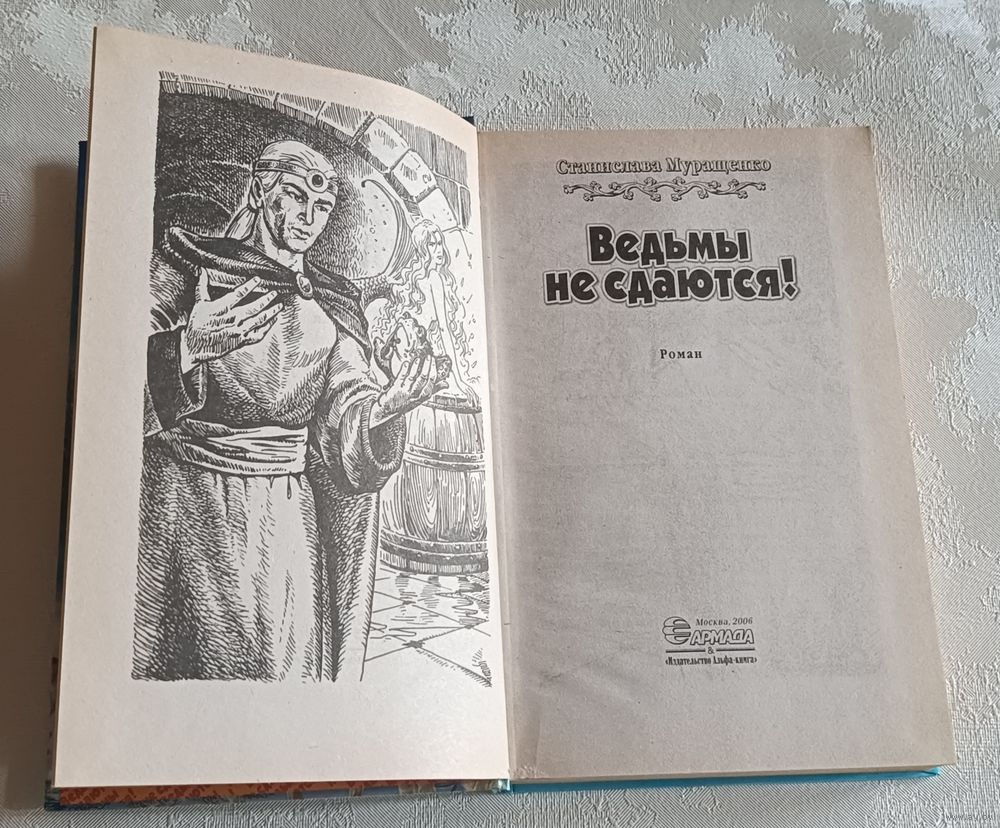 Станислава Муращенко
Ведьмы
не сдаются!
Роман
Москва, 2006
АРМАДА
&
«Издательство Альфа-книга»